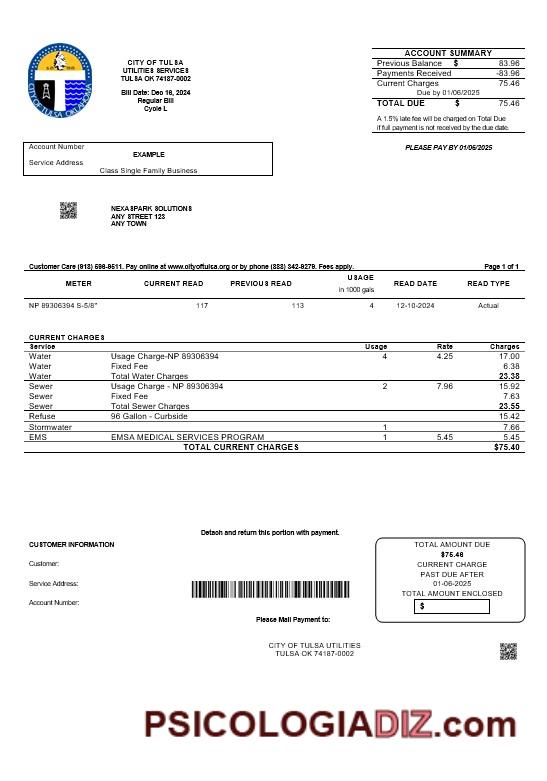 CITY OF TULSA OKLAHOMA
CITY OF TULSA
UTILITIES SERVICES
TULSA OK 74187-0002
Bill Date: Dec 16, 2024
Regular Bill
Cycle L
ACCOUNT SUMMARY
Previous Balance $ 83.96
Payments Received -83.96
Current Charges 75.46
Due by 01/06/2025
TOTAL DUE $ 75.46
A 1.5% late fee will be charged on Total Due
if full payment is not received by the due date.
PLEASE PAY BY 01/06/2025
Account Number
EXAMPLE
Service Address
Class Single Family Business
NEXASPARK SOLUTIONS
ANY STREET 123
ANY TOWN
Customer Care (918) 596-9511. Pay online at www.cityoftulsa.org or by phone (833) 342-9279. Fees apply. Page 1 of 1
METER CURRENT READ PREVIOUS READ USAGE in 1000 gals READ DATE READ TYPE
NP 89306394 S-5/8" 117 113 4 12-10-2024 Actual
CURRENT CHARGES
Service Usage Rate Charges
Water Usage Charge-NP 89306394 4 4.25 17.00
Water Fixed Fee 6.38
Water Total Water Charges 23.38
Sewer Usage Charge - NP 89306394 2 7.96 15.92
Sewer Fixed Fee 7.63
Sewer Total Sewer Charges 23.55
Refuse 96 Gallon - Curbside 15.42
Stormwater 1 7.66
EMS EMSA MEDICAL SERVICES PROGRAM 1 5.45 5.45
TOTAL CURRENT CHARGES $75.40
Detach and return this portion with payment.
CUSTOMER INFORMATION
Customer:
Service Address:
Account Number:
Please Mail Payment to:
CITY OF TULSA UTILITIES
TULSA OK 74187-0002
TOTAL AMOUNT DUE
$75.46
CURRENT CHARGE
PAST DUE AFTER
01-06-2025
TOTAL AMOUNT ENCLOSED
$
PSICOLOGIADIZ.com